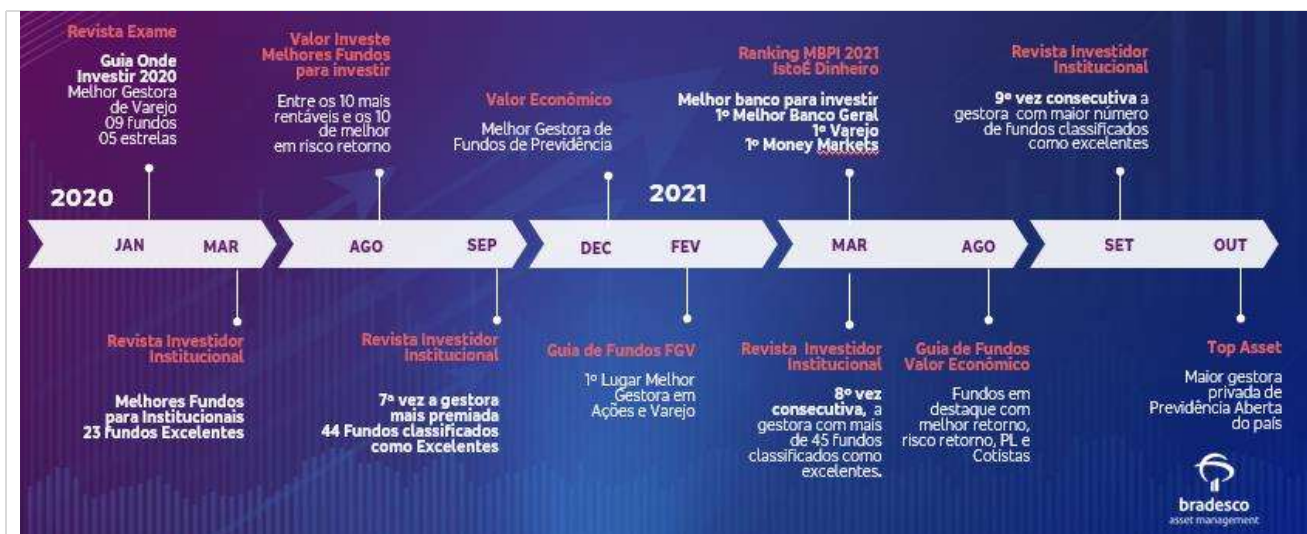 Revista Exame
Guia Onde
Investir 2020
Melhor Gestora
de Varejo
09 fundos
05 estrelas
Valor Investe
Melhores Fundos
para investir
Entre os 10 mais
rentáveis e os 10
de melhor
em risco retorno
Valor Econômico
Melhor Gestora de
Fundos de Previdência
Ranking MBPI 2021
IstoÉ Dinheiro
Melhor banco para investir
1º Melhor Banco Geral
1º Varejo
1º Money Markets
Revista Investidor
Institucional
9º vez consecutiva a
gestora com maior número
de fundos classificados
como excelentes
2020
2021
JAN
MAR
AGO
SEP
DEC
FEV
MAR
AGO
SET
OUT
Revista Investidor
Institucional
Melhores Fundos
para Institucionais
23 fundos Excelentes
Revista Investidor
Institucional
7ª vez a gestora
mais premiada
44 Fundos classificados
como Excelentes
Guia de Fundos FGV
1º Lugar Melhor
Gestora em
Ações e Varejo
Revista Investidor
Institucional
8º vez
consecutiva, a
gestora com mais
de 45 fundos
classificados como
excelentes.
Guia de Fundos
Valor Econômico
Fundos em
destaque com
melhor retorno,
risco retorno, PL e
Cotistas
Top Asset
Maior gestora
privada de
Previdência Aberta
do país
bradesco
asset management